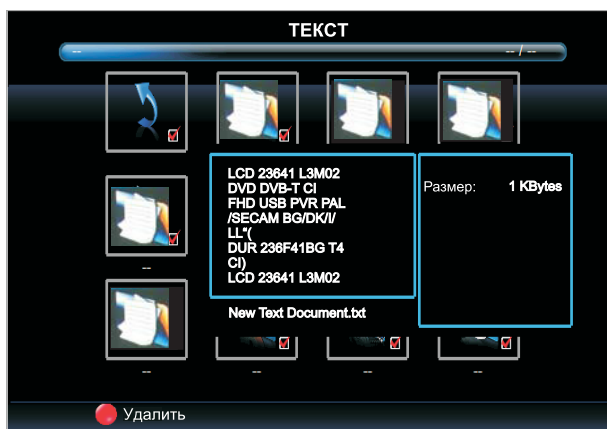 ТЕКСТ
--
-- / --
LCD 23641 L3M02
DVD DVB-T CI
FHD USB PVR PAL
/SECAM BG/DK/I/
LL"(
DUR 236F41BG T4
CI)
LCD 23641 L3M02
Размер: 1 KBytes
--
New Text Document.txt
-- -- -- --
Удалить